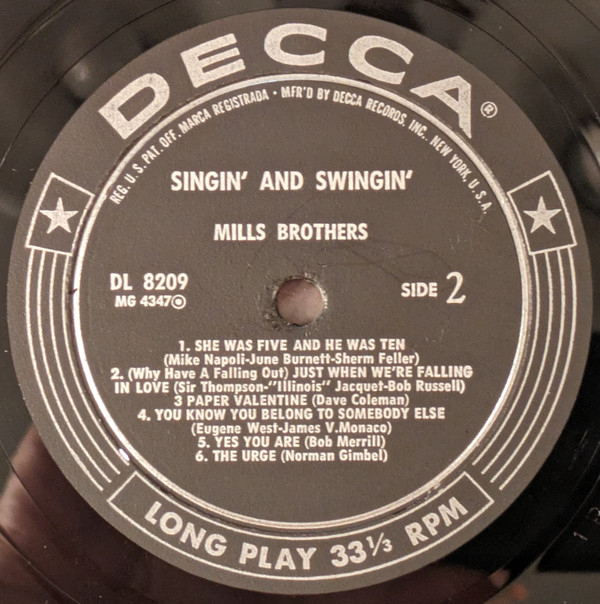 DECCA®
REG. U.S. PAT. OFF. MARCA REGISTRADA • MFR'D BY DECCA RECORDS, INC., NEW YORK, U.S.A.
SINGIN' AND SWINGIN'
MILLS BROTHERS
DL 8209
MG 4347
SIDE 2
1. SHE WAS FIVE AND HE WAS TEN
(Mike Napoli-June Burnett-Sherm Feller)
2. (Why Have A Falling Out) JUST WHEN WE'RE FALLING
IN LOVE (Sir Thompson-"Illinois" Jacquet-Bob Russell)
3 PAPER VALENTINE (Dave Coleman)
4. YOU KNOW YOU BELONG TO SOMEBODY ELSE
(Eugene West-James V.Monaco)
5. YES YOU ARE (Bob Merrill)
6. THE URGE (Norman Gimbel)
LONG PLAY 33⅓ RPM